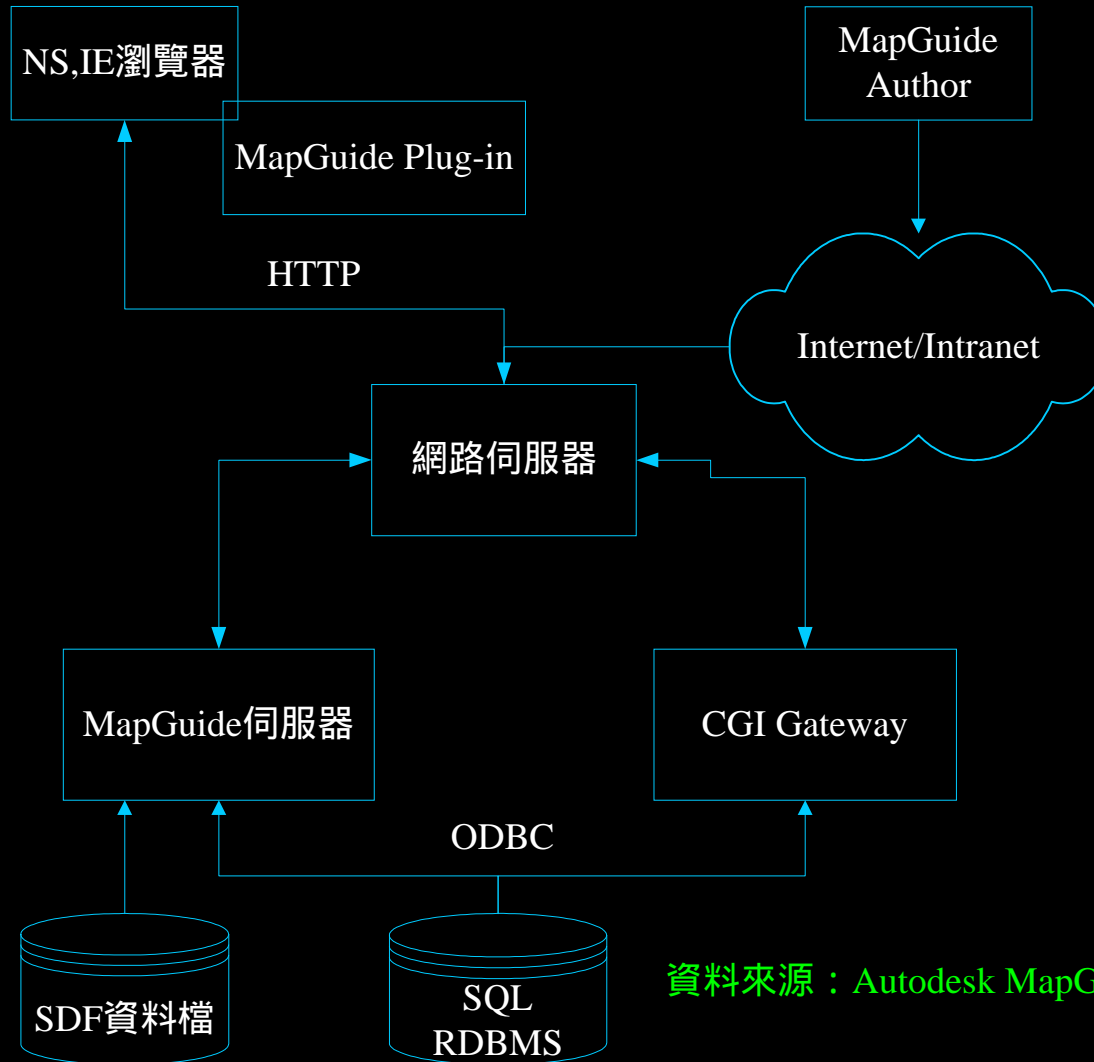 NS,IE瀏覽器
MapGuide
Author
MapGuide Plug-in
HTTP
Internet/Intranet
網路伺服器
MapGuide伺服器
CGI Gateway
ODBC
SDF資料檔
SQL
RDBMS
資料來源：Autodesk MapG